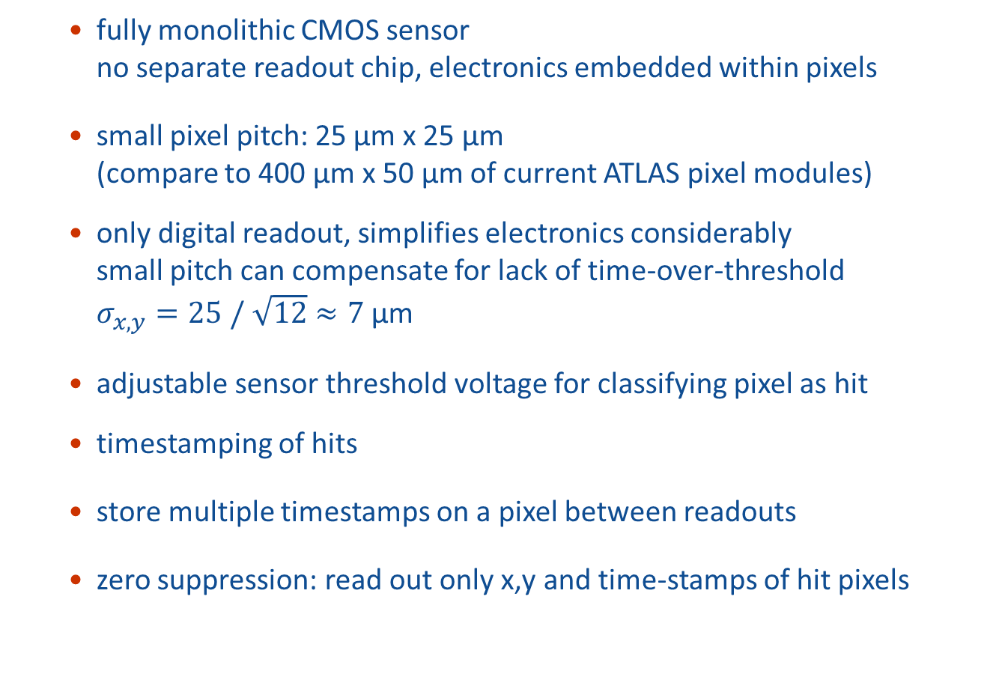 • fully monolithic CMOS sensor
no separate readout chip, electronics embedded within pixels
• small pixel pitch: 25 µm x 25 µm
(compare to 400 µm x 50 µm of current ATLAS pixel modules)
• only digital readout, simplifies electronics considerably
small pitch can compensate for lack of time-over-threshold
σx,y = 25 / √12 ≈ 7 µm
• adjustable sensor threshold voltage for classifying pixel as hit
• timestamping of hits
• store multiple timestamps on a pixel between readouts
• zero suppression: read out only x,y and time-stamps of hit pixels